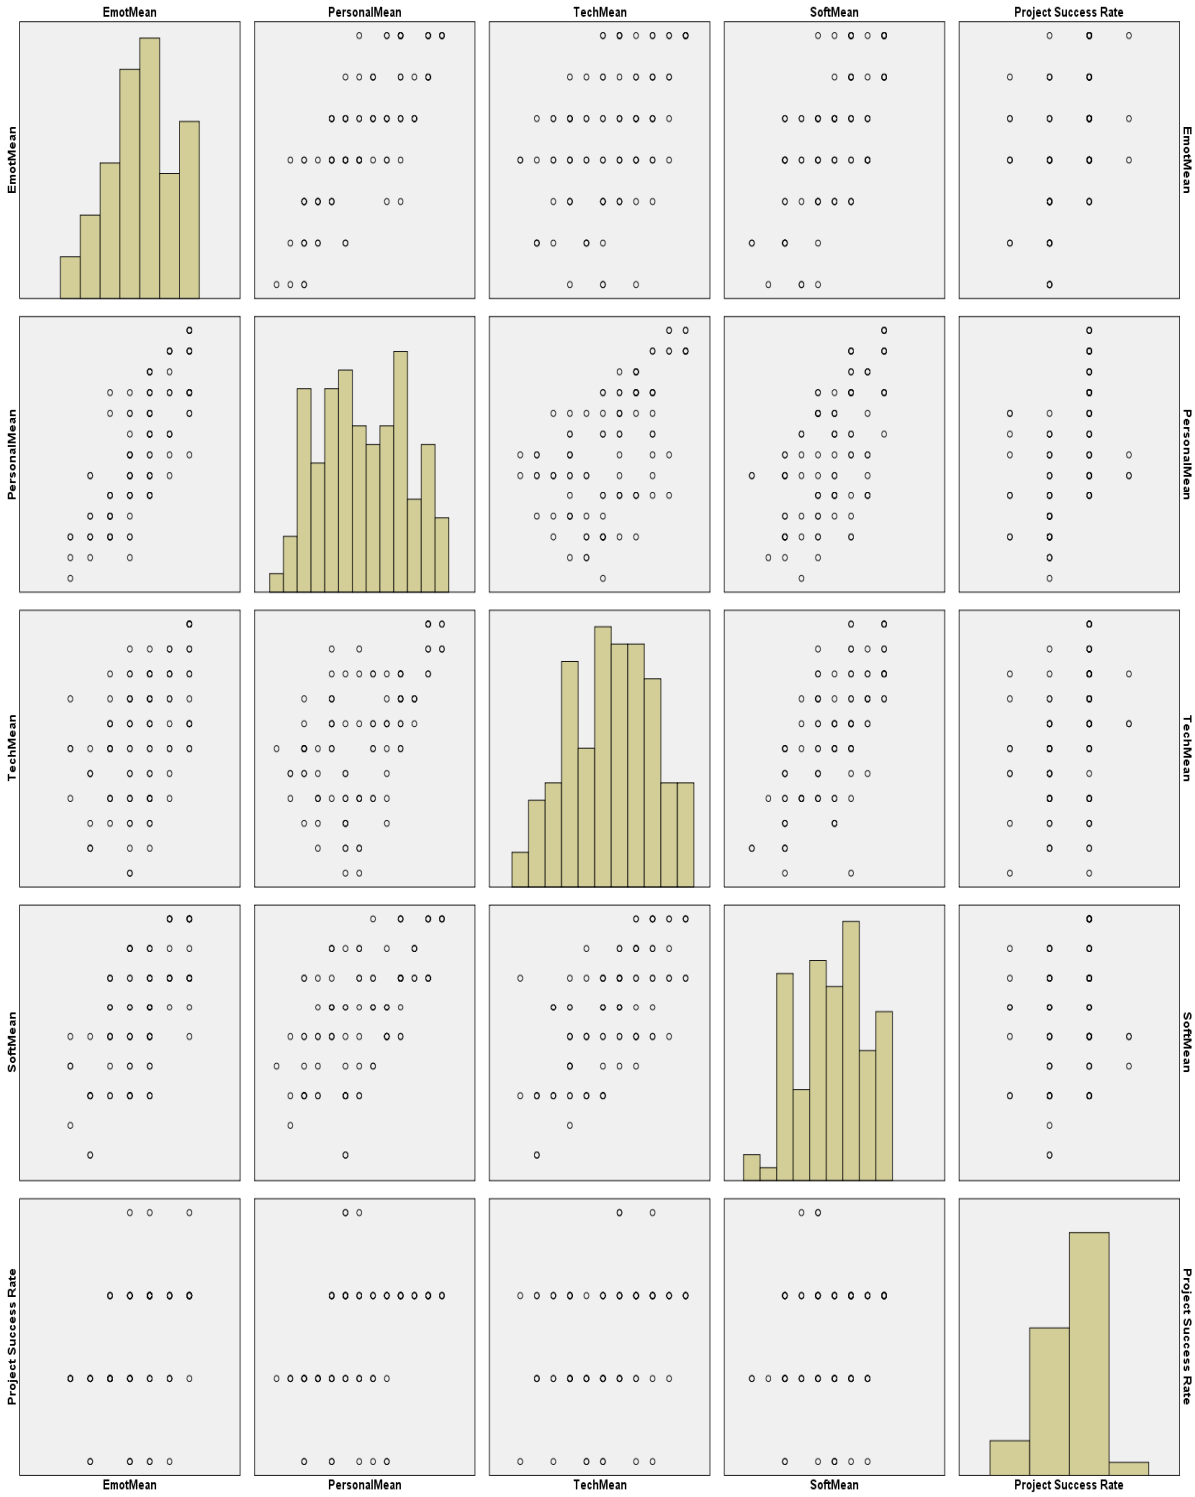 EmotMean PersonalMean TechMean SoftMean Project Success Rate
EmotMean
EmotMean
PersonalMean
PersonalMean
TechMean
TechMean
SoftMean
SoftMean
Project Success Rate
Project Success Rate
EmotMean PersonalMean TechMean SoftMean Project Success Rate